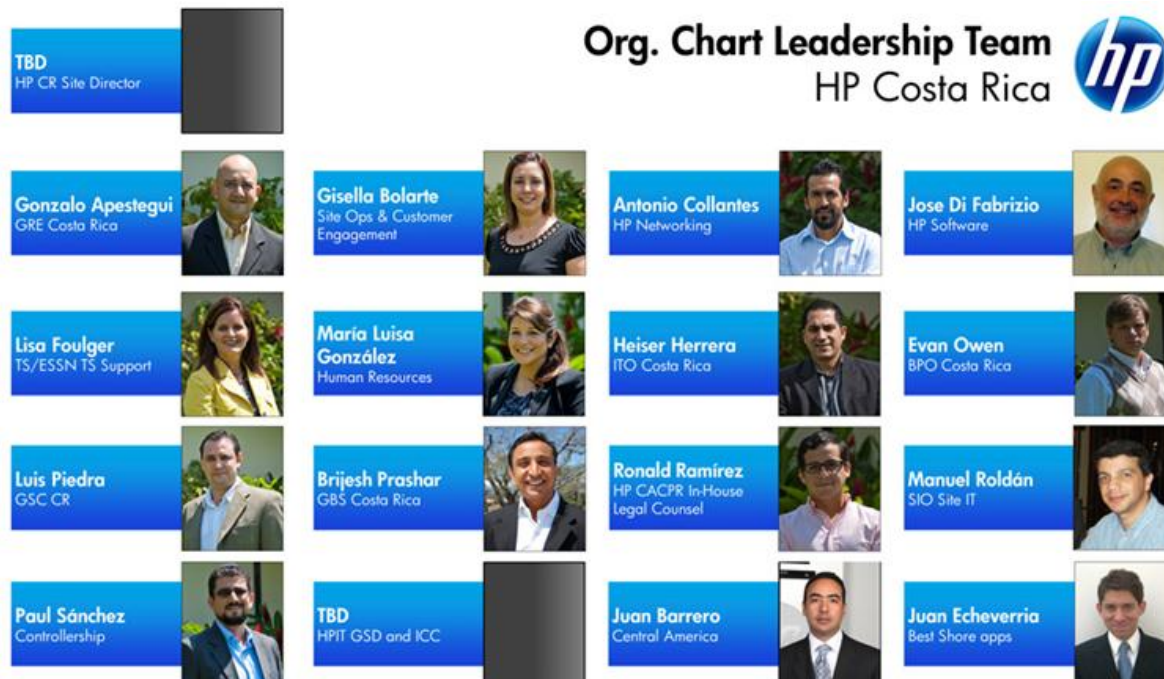 TBD
HP CR Site Director
Org. Chart Leadership Team
HP Costa Rica
hp
Gonzalo Apestegui
GRE Costa Rica
Gisella Bolarte
Site Ops & Customer
Engagement
Antonio Collantes
HP Networking
Jose Di Fabrizio
HP Software
Lisa Foulger
TS/ESSN TS Support
María Luisa
González
Human Resources
Heiser Herrera
ITO Costa Rica
Evan Owen
BPO Costa Rica
Luis Piedra
GSC CR
Brijesh Prashar
GBS Costa Rica
Ronald Ramírez
HP CACPR In-House
Legal Counsel
Manuel Roldán
SIO Site IT
Paul Sánchez
Controllership
TBD
HPIT GSD and ICC
Juan Barrero
Central America
Juan Echeverria
Best Shore apps